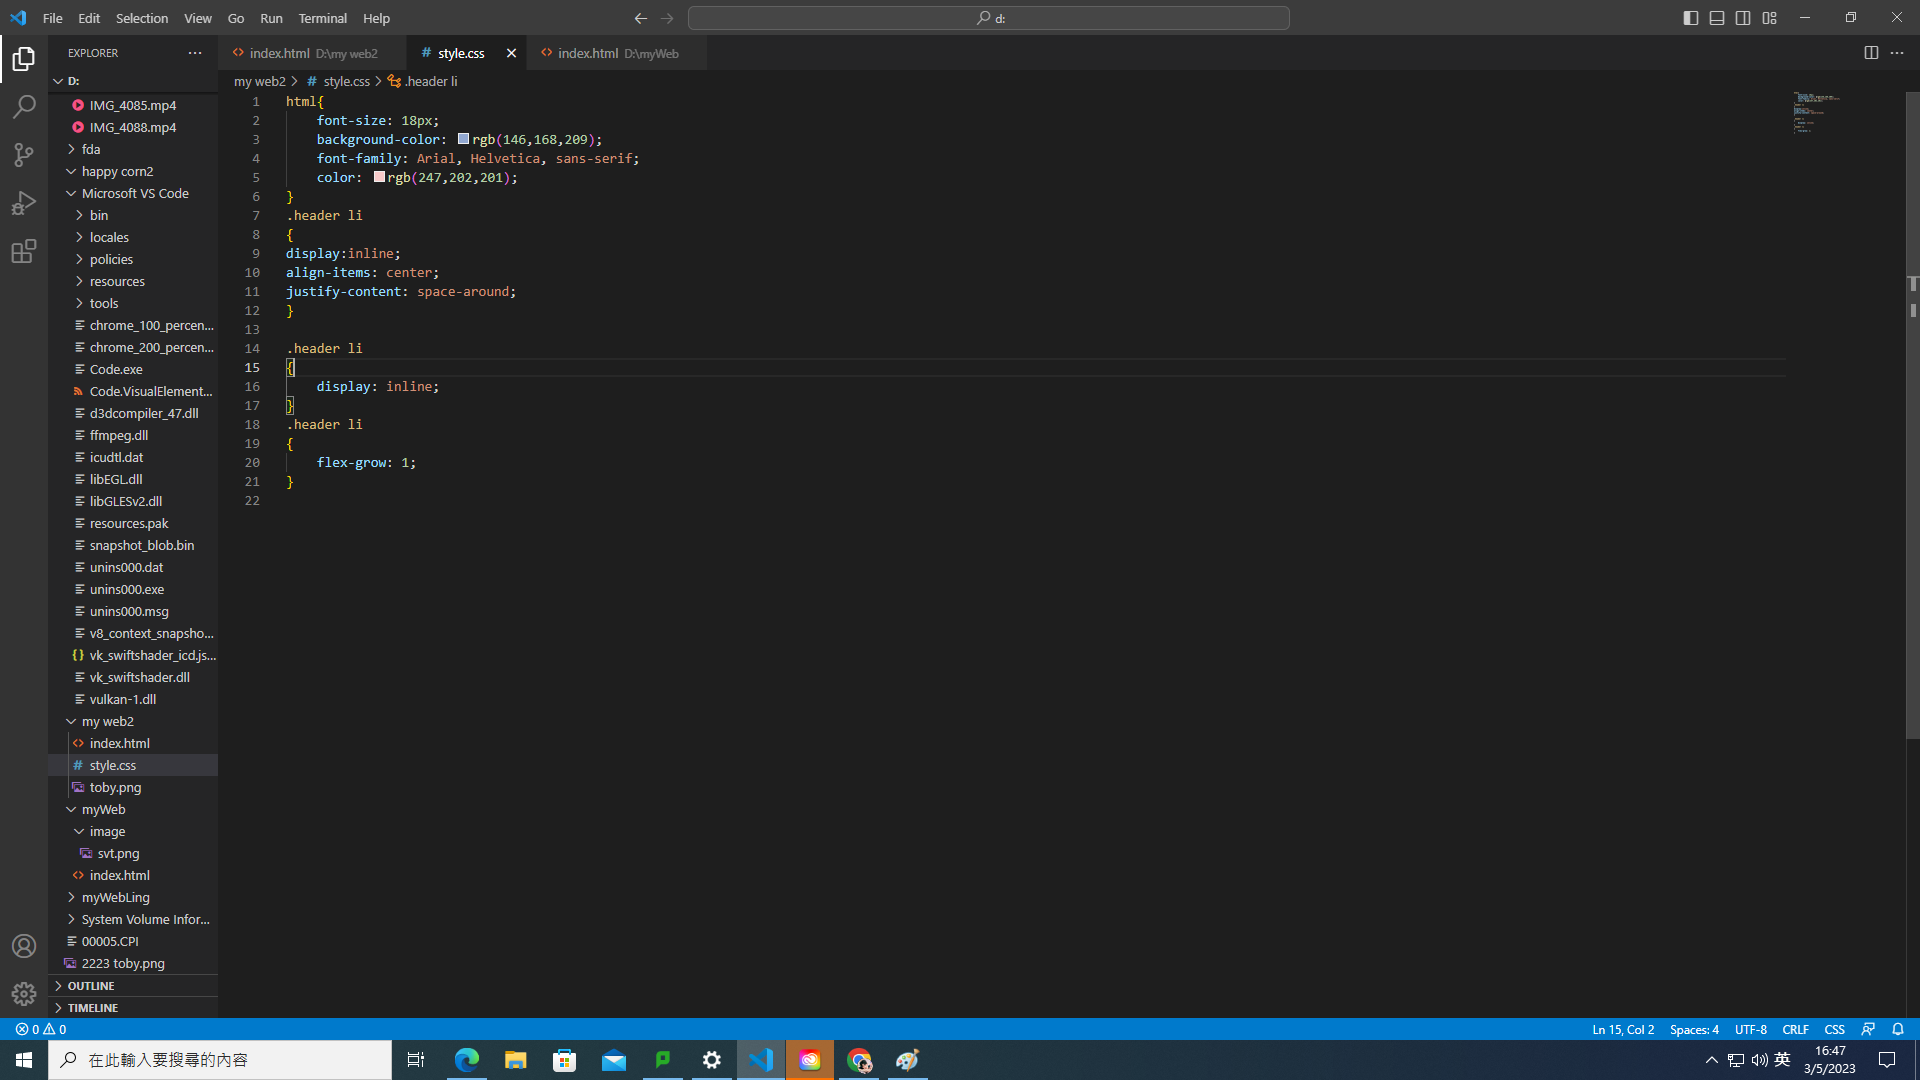 File Edit Selection View Go Run Terminal Help
d:
EXPLORER
index.html D:\my web2
# style.css
index.html D:\myWeb
D:
my web2 > # style.css > .header li
IMG_4085.mp4
IMG_4088.mp4
fda
happy corn2
Microsoft VS Code
bin
locales
policies
resources
tools
chrome_100_percen...
chrome_200_percen...
Code.exe
Code.VisualElement...
d3dcompiler_47.dll
ffmpeg.dll
icudtl.dat
libEGL.dll
libGLESv2.dll
resources.pak
snapshot_blob.bin
unins000.dat
unins000.exe
unins000.msg
v8_context_snapsho...
{} vk_swiftshader_icd.js...
vk_swiftshader.dll
vulkan-1.dll
my web2
index.html
# style.css
toby.png
myWeb
image
svt.png
index.html
myWebLing
System Volume Infor...
00005.CPI
2223 toby.png
OUTLINE
TIMELINE
1 html{
2 font-size: 18px;
3 background-color: rgb(146,168,209);
4 font-family: Arial, Helvetica, sans-serif;
5 color: rgb(247,202,201);
6 }
7 .header li
8 {
9 display:inline;
10 align-items: center;
11 justify-content: space-around;
12 }
13
14 .header li
15 {
16 display: inline;
17 }
18 .header li
19 {
20 flex-grow: 1;
21 }
22
0 0
Ln 15, Col 2 Spaces: 4 UTF-8 CRLF CSS
在此輸入要搜尋的內容
英
16:47
3/5/2023